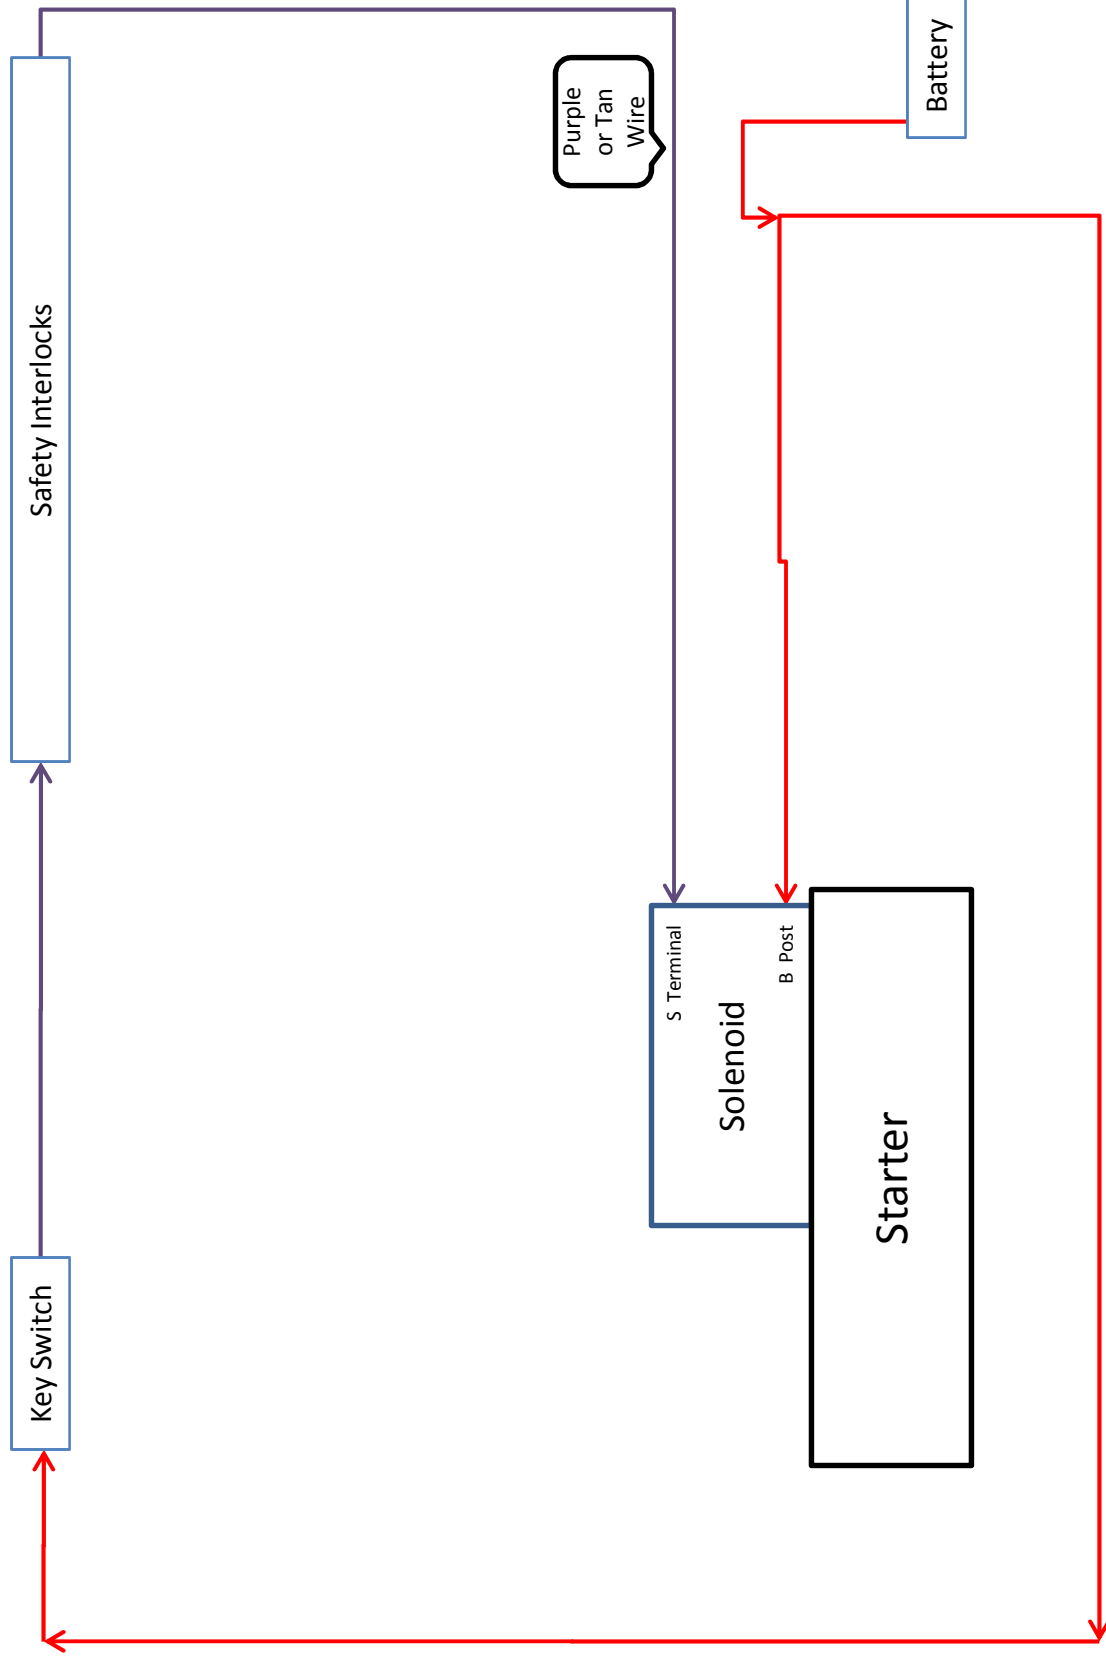 Key Switch
Safety Interlocks
Purple
or Tan
Wire
S Terminal
Solenoid
B Post
Starter
Battery